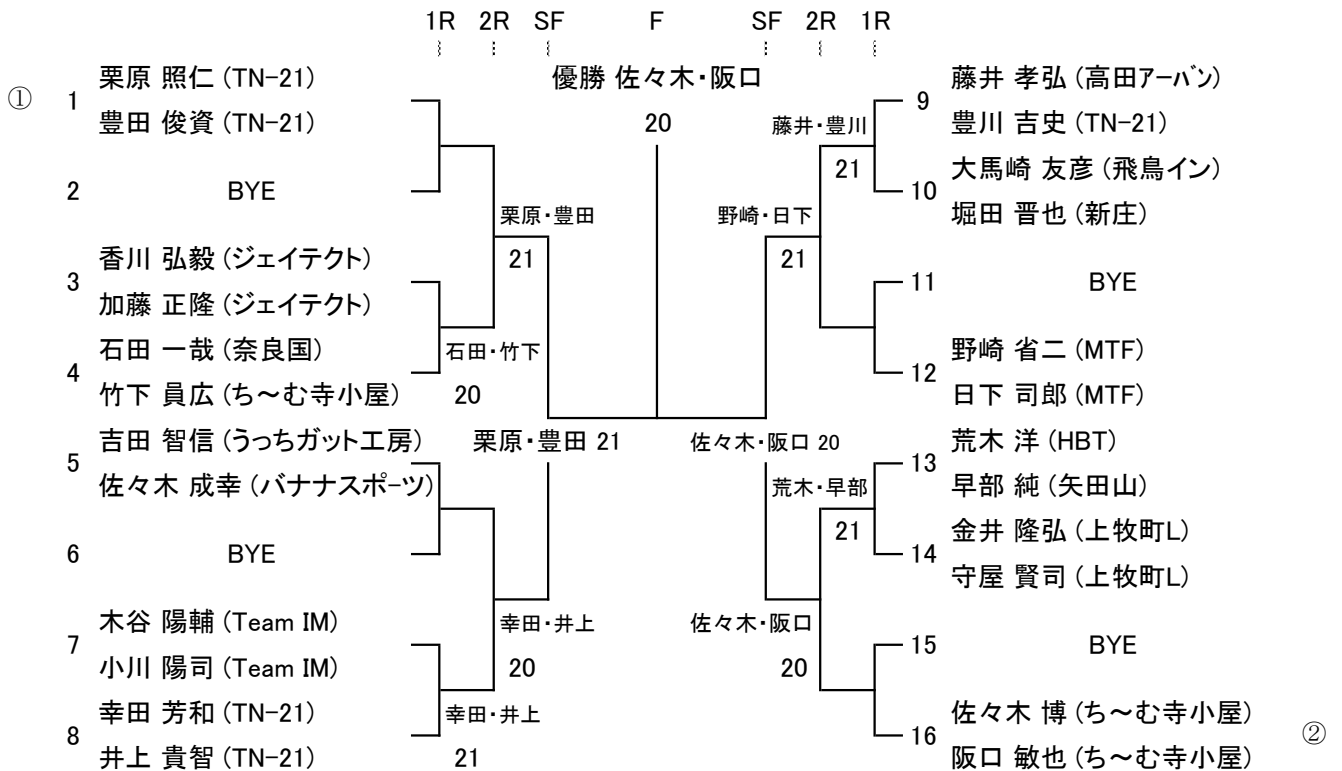 1R 2R SF F SF 2R 1R
優勝 佐々木・阪口
20
①
1
栗原 照仁 (TN-21)
豊田 俊資 (TN-21)
2
BYE
栗原・豊田
21
3
香川 弘毅 (ジェイテクト)
加藤 正隆 (ジェイテクト)
4
石田 一哉 (奈良国)
竹下 員広 (ち～む寺小屋)
石田・竹下
20
栗原・豊田 21
5
吉田 智信 (うっちガット工房)
佐々木 成幸 (バナナスポーツ)
6
BYE
幸田・井上
20
7
木谷 陽輔 (Team IM)
小川 陽司 (Team IM)
8
幸田 芳和 (TN-21)
井上 貴智 (TN-21)
幸田・井上
21
藤井・豊川
21
9
藤井 孝弘 (高田アーバン)
豊川 吉史 (TN-21)
10
大馬崎 友彦 (飛鳥イン)
堀田 晋也 (新庄)
野崎・日下
21
11
BYE
12
野崎 省二 (MTF)
日下 司郎 (MTF)
佐々木・阪口 20
荒木・早部
21
13
荒木 洋 (HBT)
早部 純 (矢田山)
14
金井 隆弘 (上牧町L)
守屋 賢司 (上牧町L)
佐々木・阪口
20
15
BYE
16
佐々木 博 (ち～む寺小屋)
阪口 敏也 (ち～む寺小屋)
②